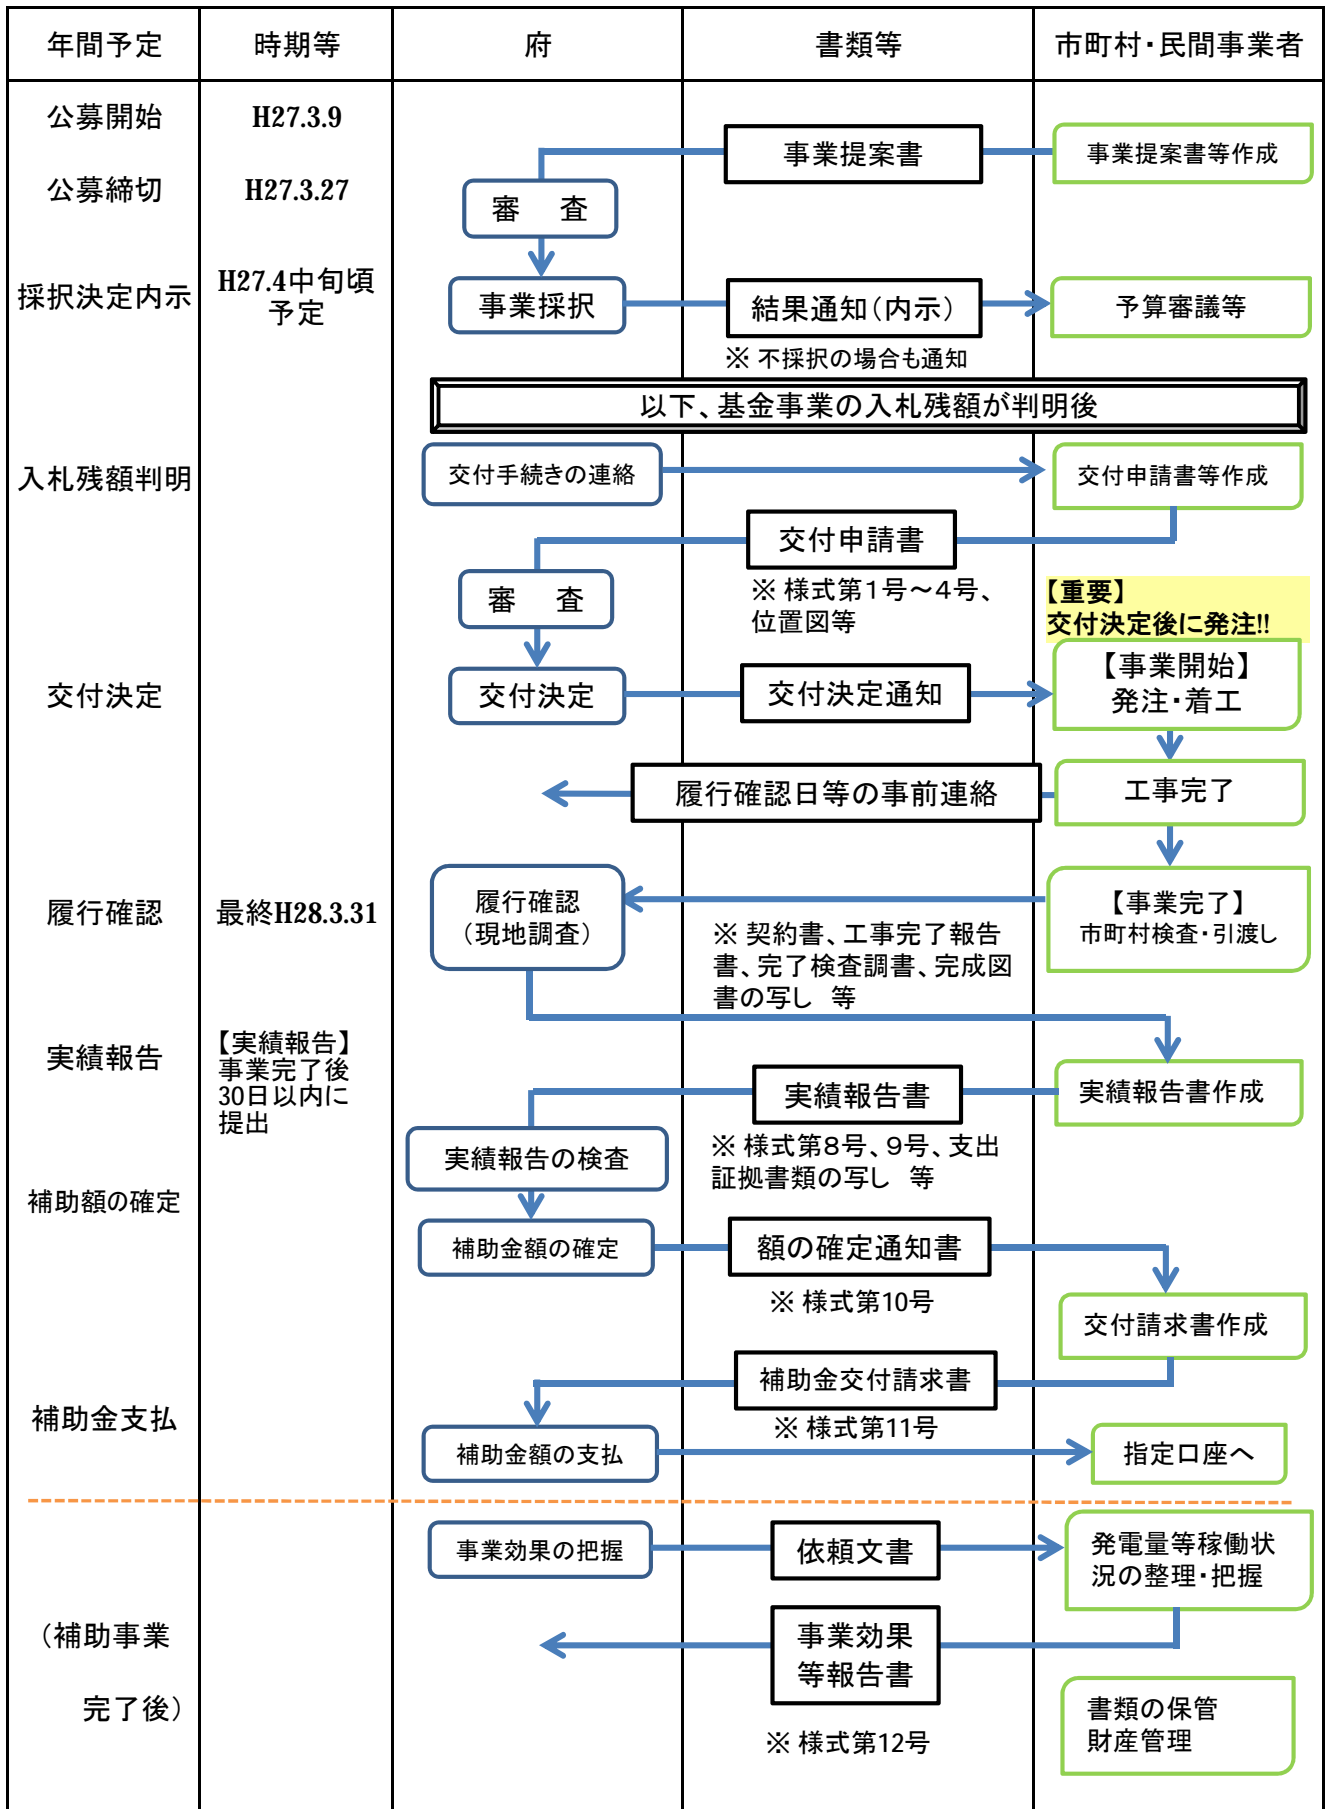 年間予定
時期等
府
書類等
市町村・民間事業者
公募開始
H27.3.9
事業提案書
事業提案書等作成
公募締切
H27.3.27
審　査
採択決定内示
H27.4中旬頃
予定
事業採択
結果通知（内示）
予算審議等
※ 不採択の場合も通知
以下、基金事業の入札残額が判明後
入札残額判明
交付手続きの連絡
交付申請書等作成
交付申請書
審　査
※ 様式第１号～４号、
位置図等
【重要】
交付決定後に発注!!
交付決定
交付決定
交付決定通知
【事業開始】
発注・着工
履行確認日等の事前連絡
工事完了
履行確認
最終H28.3.31
履行確認
（現地調査）
【事業完了】
市町村検査・引渡し
※ 契約書、工事完了報告
書、完了検査調書、完成図
書の写し　等
実績報告
【実績報告】
事業完了後
30日以内に
提出
実績報告書
実績報告書作成
実績報告の検査
※ 様式第８号、９号、支出
証拠書類の写し　等
補助額の確定
補助金額の確定
額の確定通知書
※ 様式第10号
交付請求書作成
補助金交付請求書
補助金支払
※ 様式第11号
補助金額の支払
指定口座へ
事業効果の把握
依頼文書
発電量等稼働状
況の整理・把握
（補助事業
完了後）
事業効果
等報告書
※ 様式第12号
書類の保管
財産管理